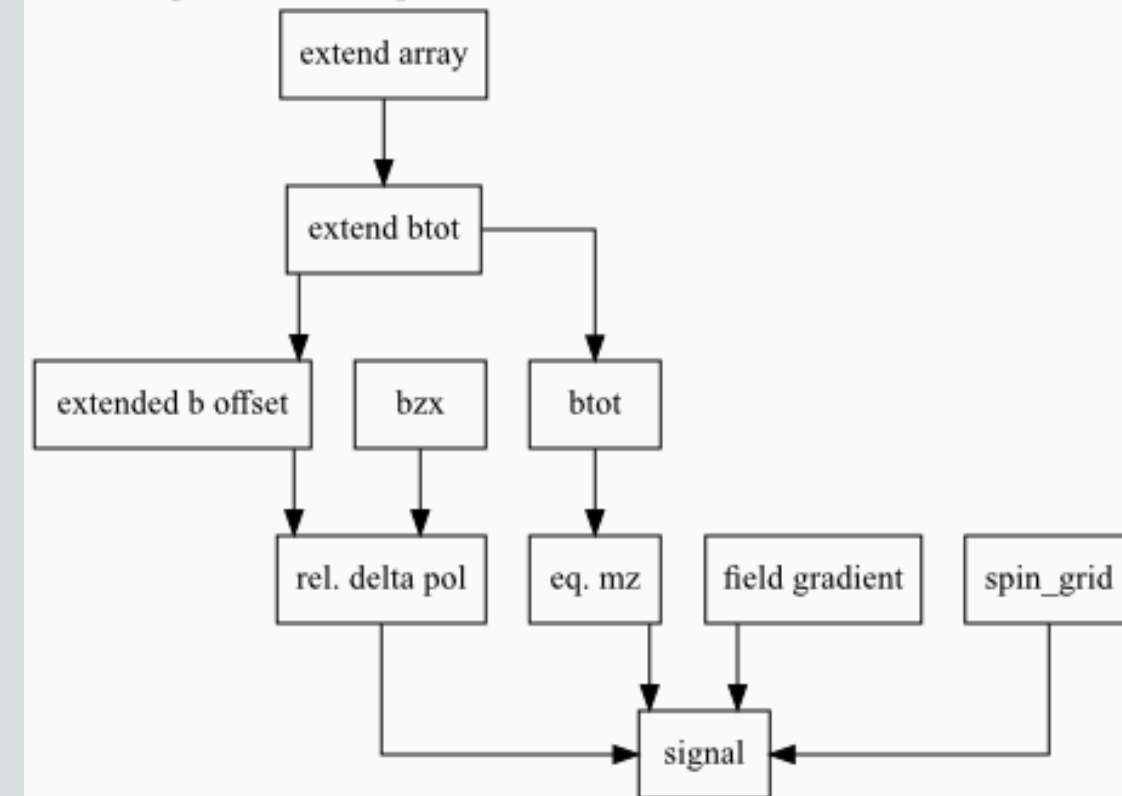 extend array
extend btot
extended b offset
bzx
btot
rel. delta pol
eq. mz
field gradient
spin_grid
signal